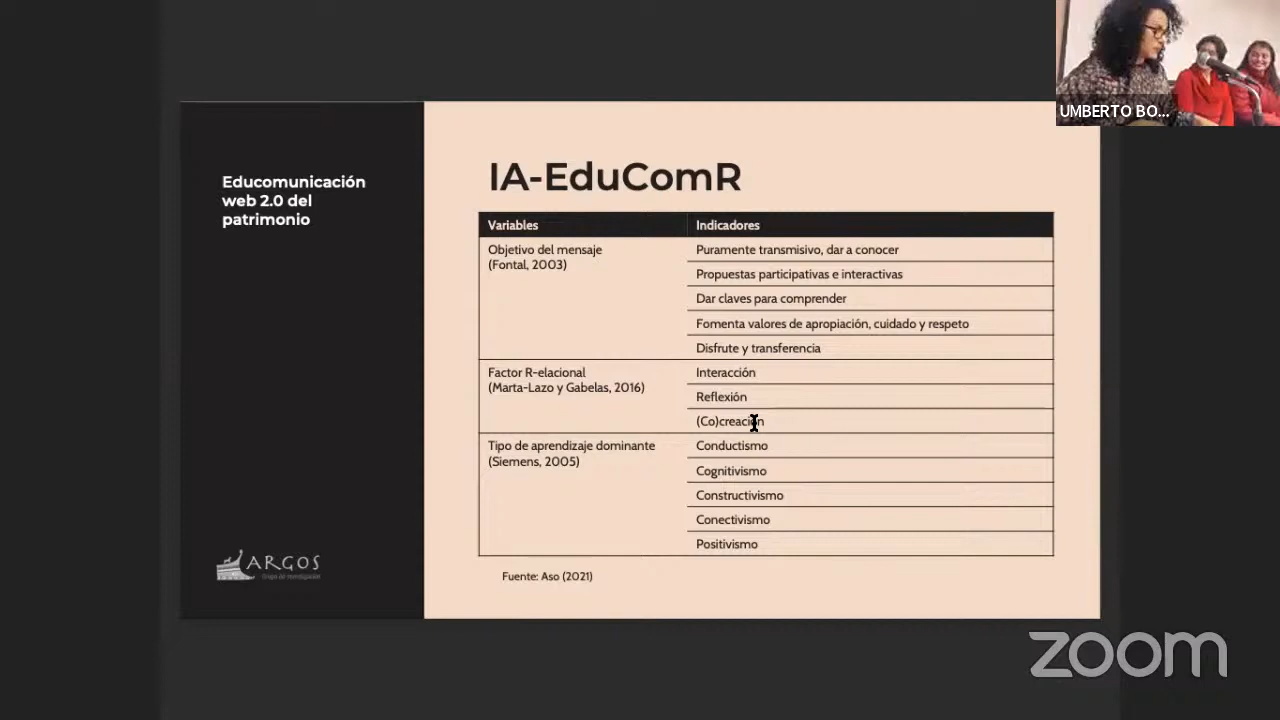 UMBERTO BO...
Educomunicación
web 2.0 del
patrimonio
IA-EduComR
Variables
Indicadores
Objetivo del mensaje
(Fontal, 2003)
Puramente transmisivo, dar a conocer
Propuestas participativas e interactivas
Dar claves para comprender
Fomenta valores de apropiación, cuidado y respeto
Disfrute y transferencia
Factor R-elacional
(Marta-Lazo y Gabelas, 2016)
Interacción
Reflexión
(Co)creación
Tipo de aprendizaje dominante
(Siemens, 2005)
Conductismo
Cognitivismo
Constructivismo
Conectivismo
Positivismo
Fuente: Aso (2021)
ARGOS
Grupo de investigación
zoom